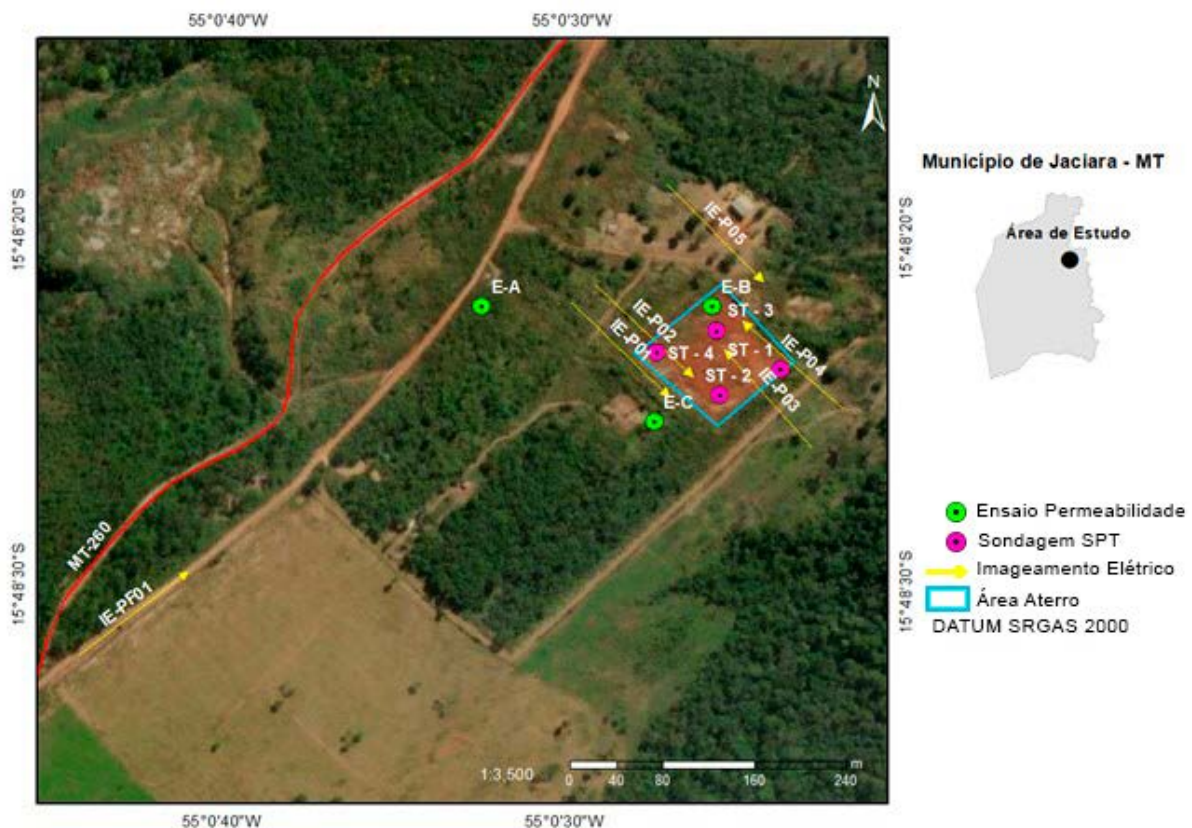 55°0'40"W
55°0'30"W
15°48'20"S
15°48'20"S
N
IE-P05
E-A
E-B
ST - 3
IE-P02
IE-P01
ST - 4
ST - 1
IE-P04
ST - 2
IE-P03
E-C
MT-260
IE-PF01
15°48'30"S
15°48'30"S
1:3,500
0 40 80 160 240
m
55°0'40"W
55°0'30"W
Município de Jaciara - MT
Área de Estudo
Ensaio Permeabilidade
Sondagem SPT
Imageamento Elétrico
Área Aterro
DATUM SRGAS 2000